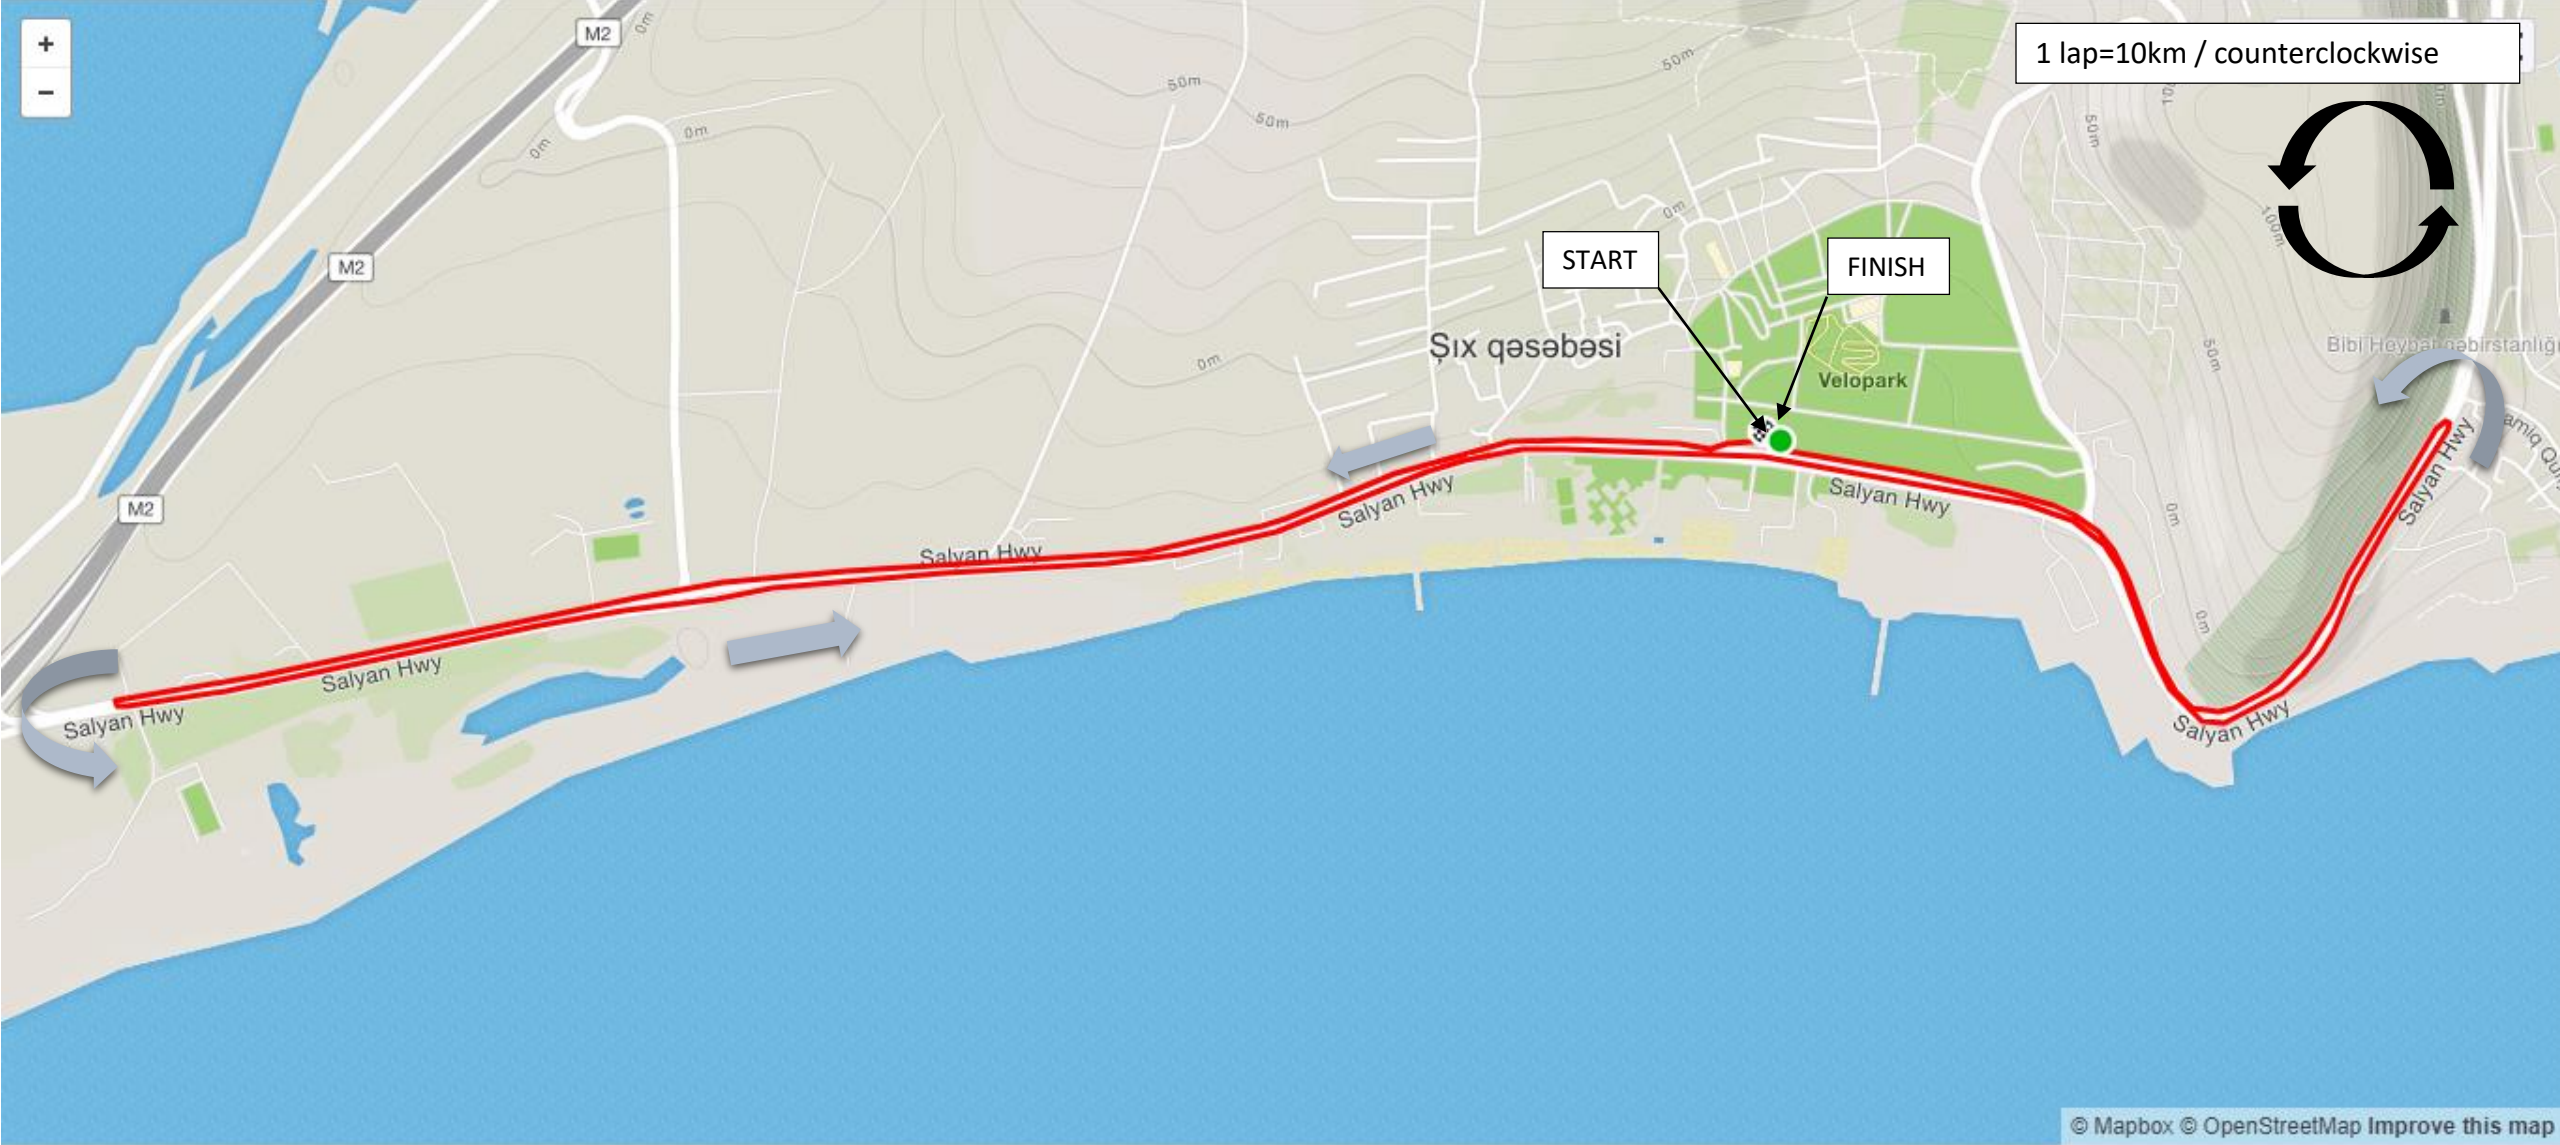 +
−
M2
0m
1 lap=10km / counterclockwise
50m
50m
50m
0m
0m
50m
0m
100m
M2
START
FINISH
Şıx qəsəbəsi
0m
Velopark
50m
M2
Salyan Hwy
Salyan Hwy
Salyan Hwy
0m
Salyan Hwy
0m
Salyan Hwy
Salyan Hwy
Salyan Hwy
© Mapbox © OpenStreetMap Improve this map